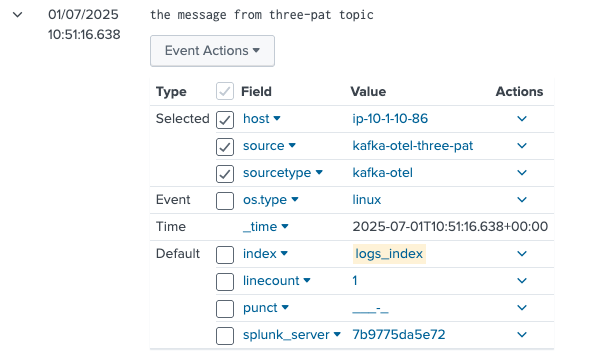 01/07/2025 the message from three-pat topic
10:51:16.638
Event Actions
Type Field Value Actions
Selected host ip-10-1-10-86
source kafka-otel-three-pat
sourcetype kafka-otel
Event os.type linux
Time _time 2025-07-01T10:51:16.638+00:00
Default index logs_index
linecount 1
punct ___-_
splunk_server 7b9775da5e72